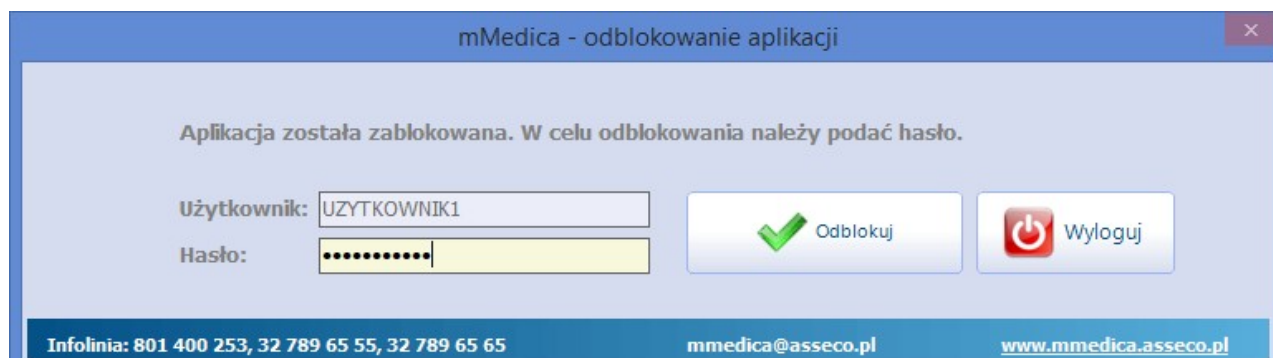 mMedica - odblokowanie aplikacji
Aplikacja została zablokowana. W celu odblokowania należy podać hasło.
Użytkownik: UZYTKOWNIK1
Odblokuj Wyloguj
Hasło: •••••••••••
Infolinia: 801 400 253, 32 789 65 55, 32 789 65 65 mmedica@asseco.pl www.mmedica.asseco.pl